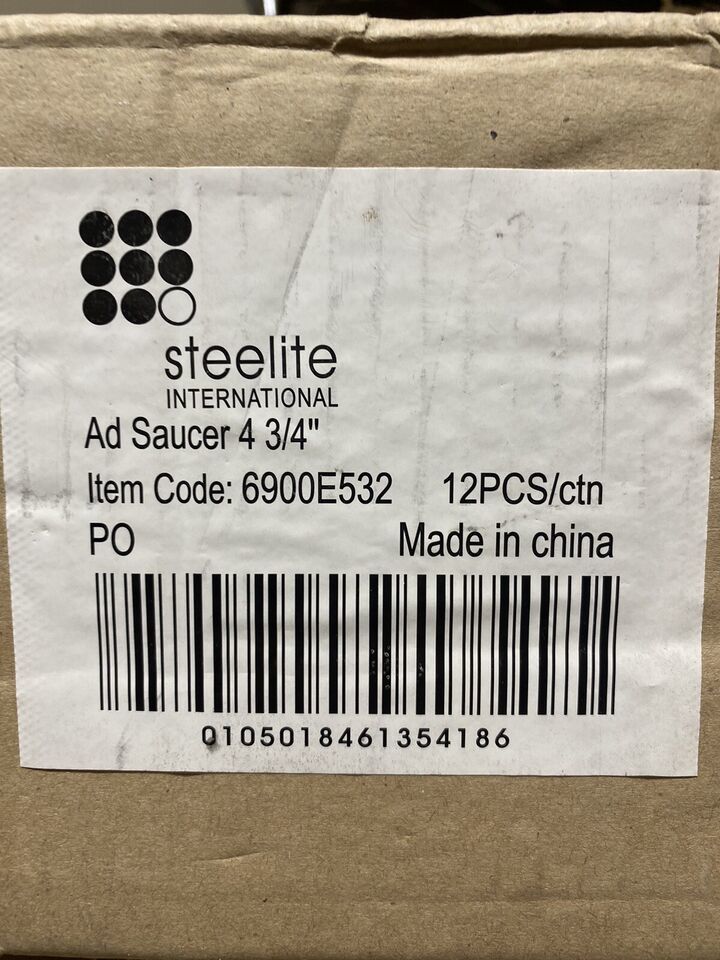 steelite
INTERNATIONAL
Ad Saucer 4 3/4"
Item Code: 6900E532 12PCS/ctn
PO Made in china
0105018461354186